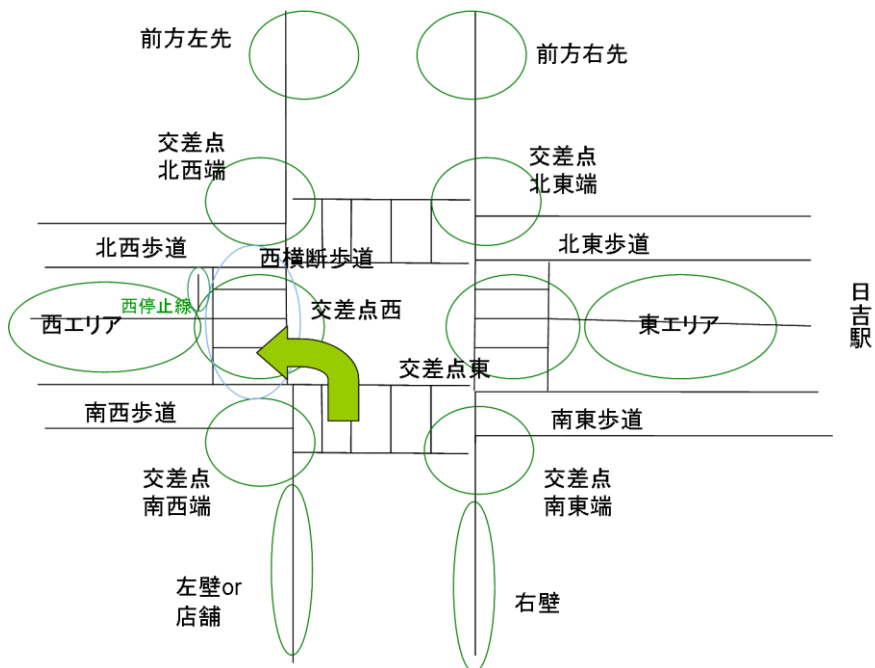 前方左先
前方右先
交差点
北西端
交差点
北東端
北西歩道
西横断歩道
北東歩道
西停止線
西エリア
交差点西
東エリア
日吉駅
交差点東
南西歩道
南東歩道
交差点
南西端
交差点
南東端
左壁or
店舗
右壁